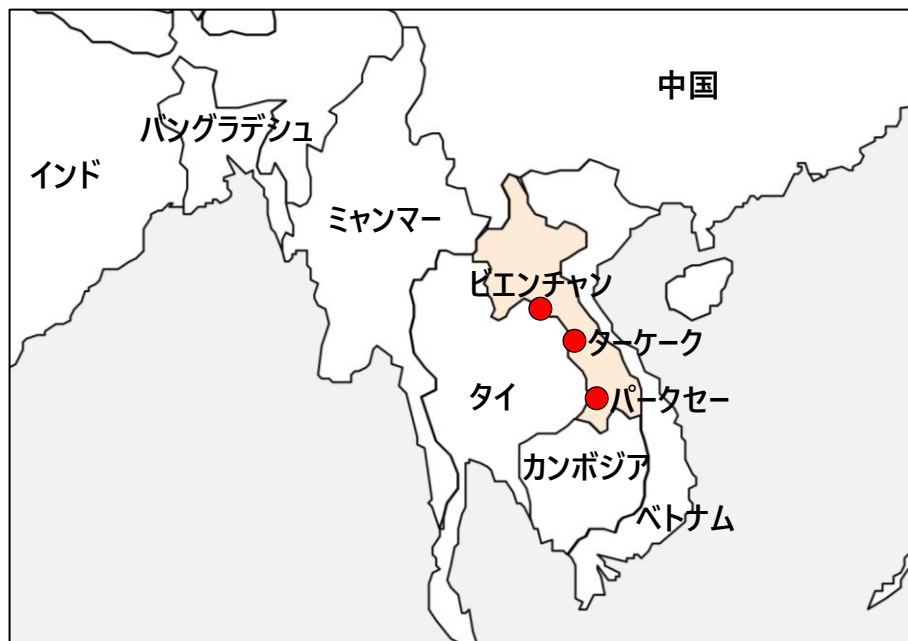 中国
バングラデシュ
インド
ミャンマー
ビエンチャン
ターケーク
タイ
パークセー
カンボジア
ベトナム